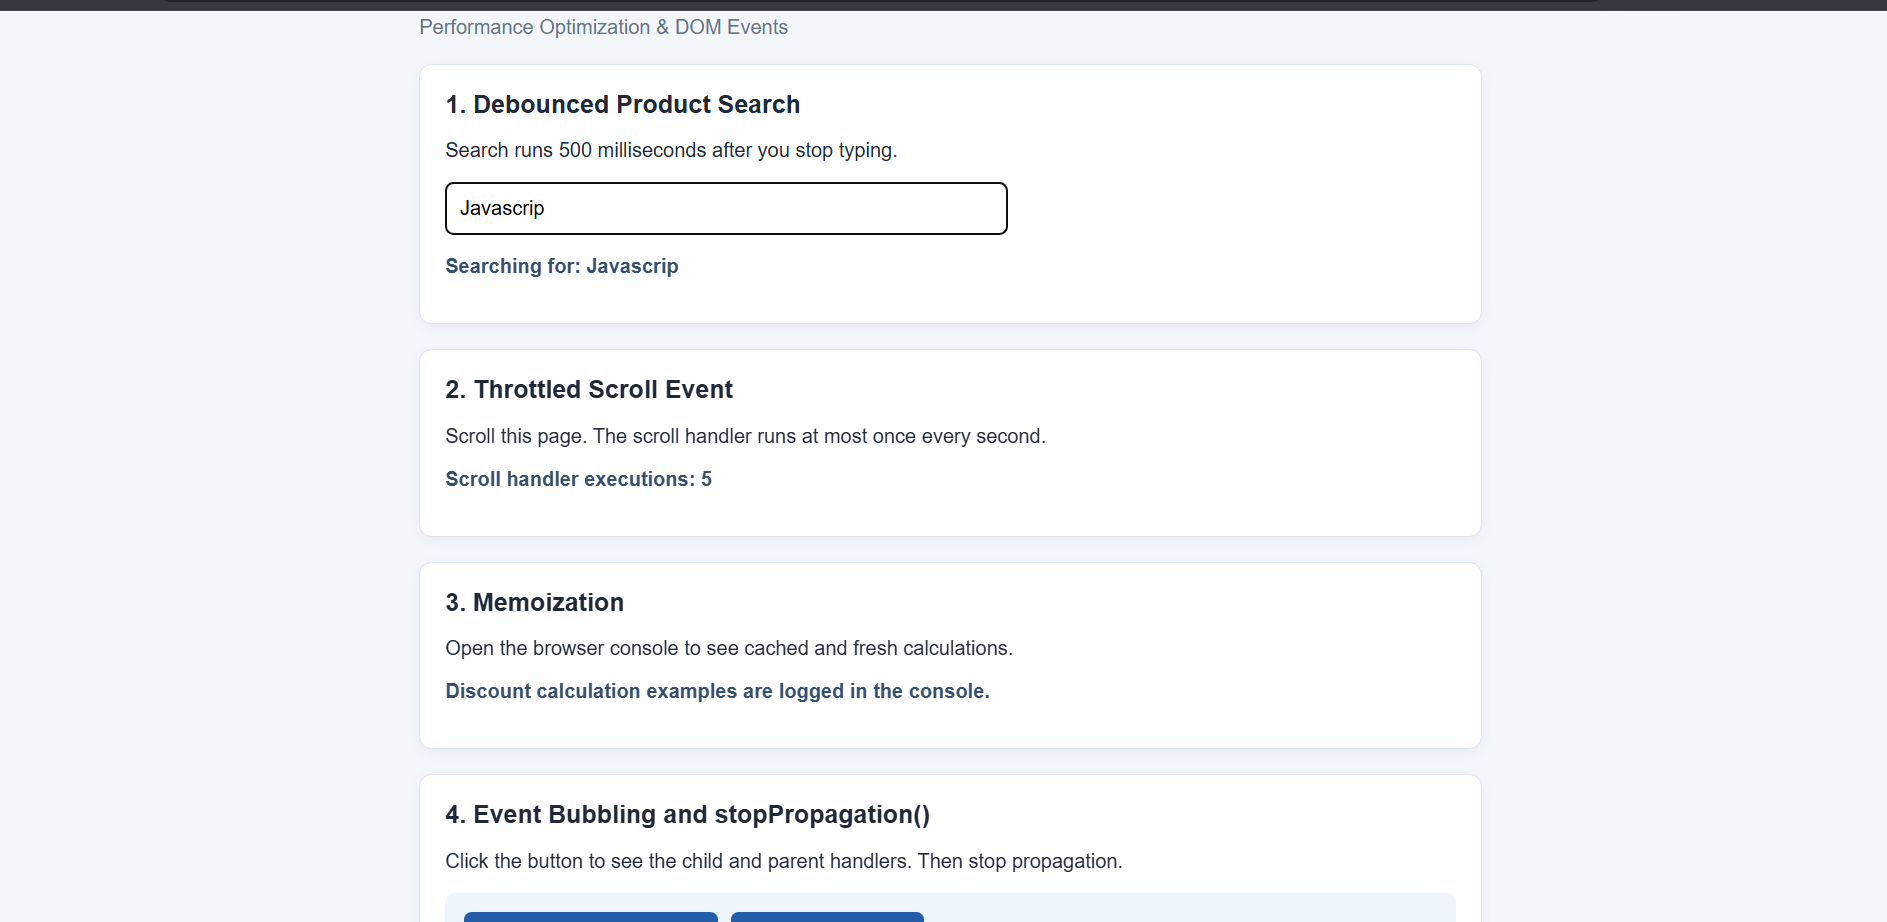 Performance Optimization & DOM Events
1. Debounced Product Search
Search runs 500 milliseconds after you stop typing.
Javascrip
Searching for: Javascrip
2. Throttled Scroll Event
Scroll this page. The scroll handler runs at most once every second.
Scroll handler executions: 5
3. Memoization
Open the browser console to see cached and fresh calculations.
Discount calculation examples are logged in the console.
4. Event Bubbling and stopPropagation()
Click the button to see the child and parent handlers. Then stop propagation.